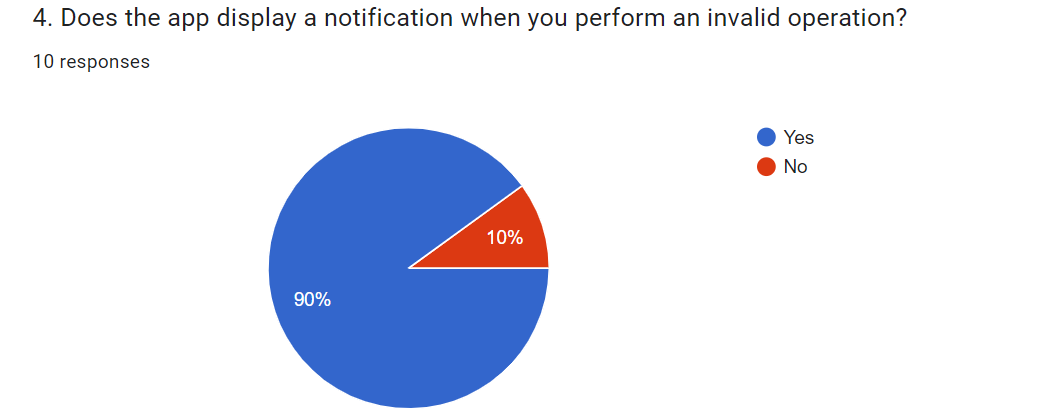 4. Does the app display a notification when you perform an invalid operation?
10 responses
Yes
No
10%
90%